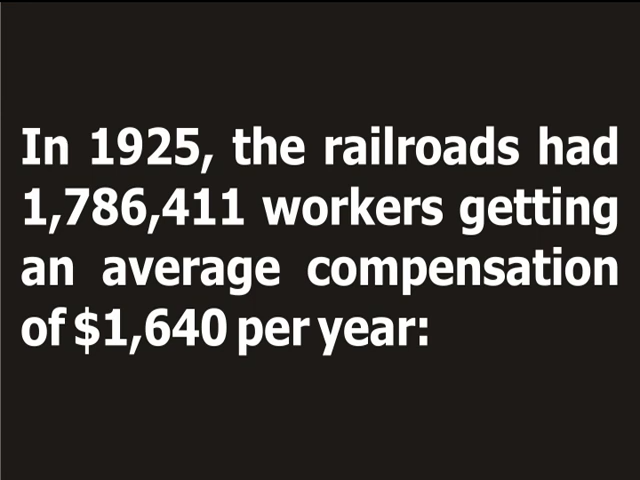 In 1925, the railroads had
1,786,411 workers getting
an average compensation
of $1,640 per year: